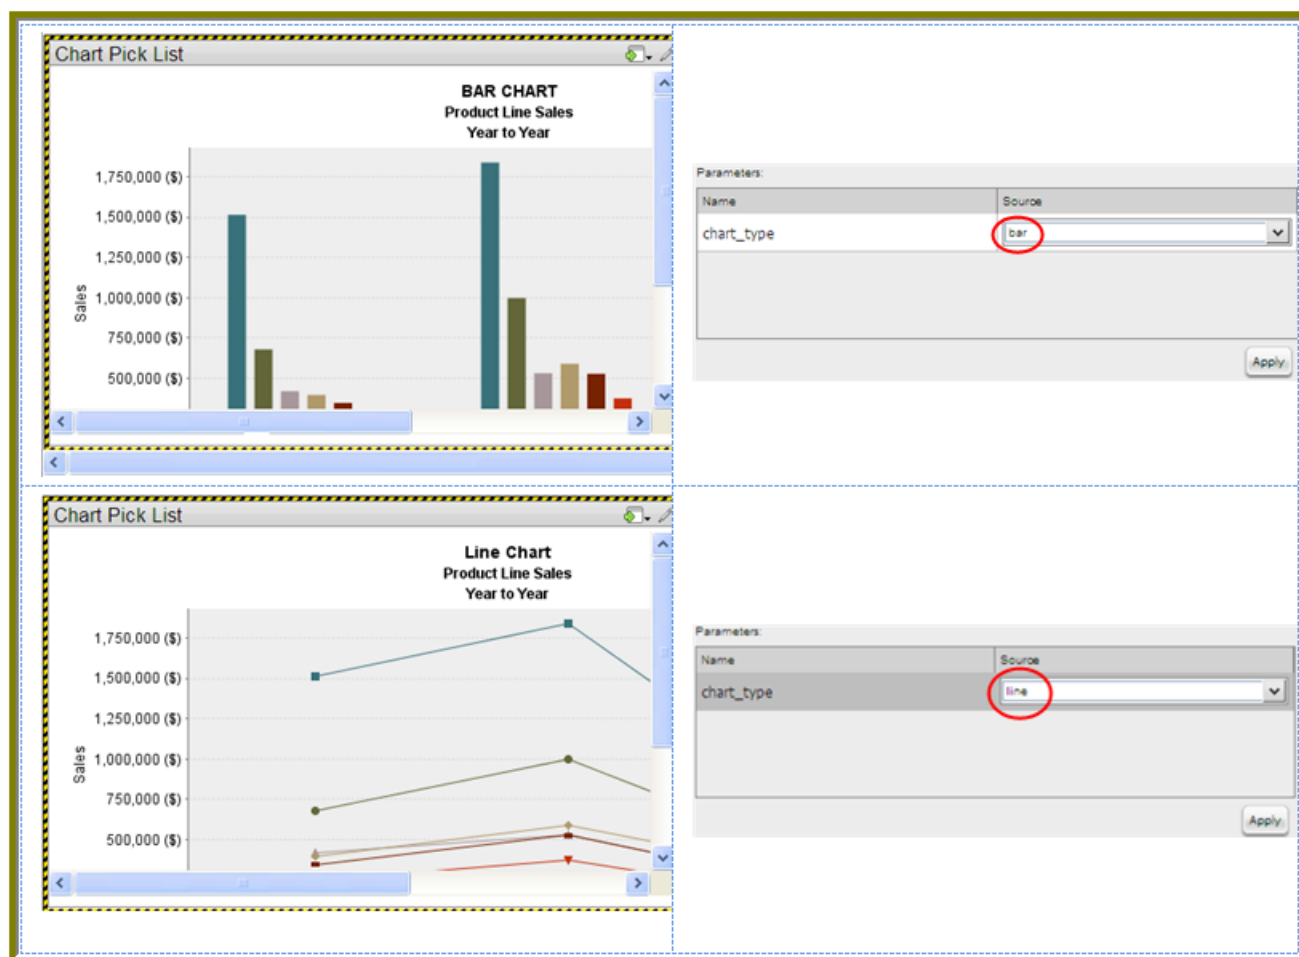 Chart Pick List
BAR CHART
Product Line Sales
Year to Year
1,750,000 ($)
1,500,000 ($)
1,250,000 ($)
1,000,000 ($)
750,000 ($)
500,000 ($)
Sales
Parameters:
Name Source
chart_type bar
Apply
Chart Pick List
Line Chart
Product Line Sales
Year to Year
1,750,000 ($)
1,500,000 ($)
1,250,000 ($)
1,000,000 ($)
750,000 ($)
500,000 ($)
Sales
Parameters:
Name Source
chart_type line
Apply